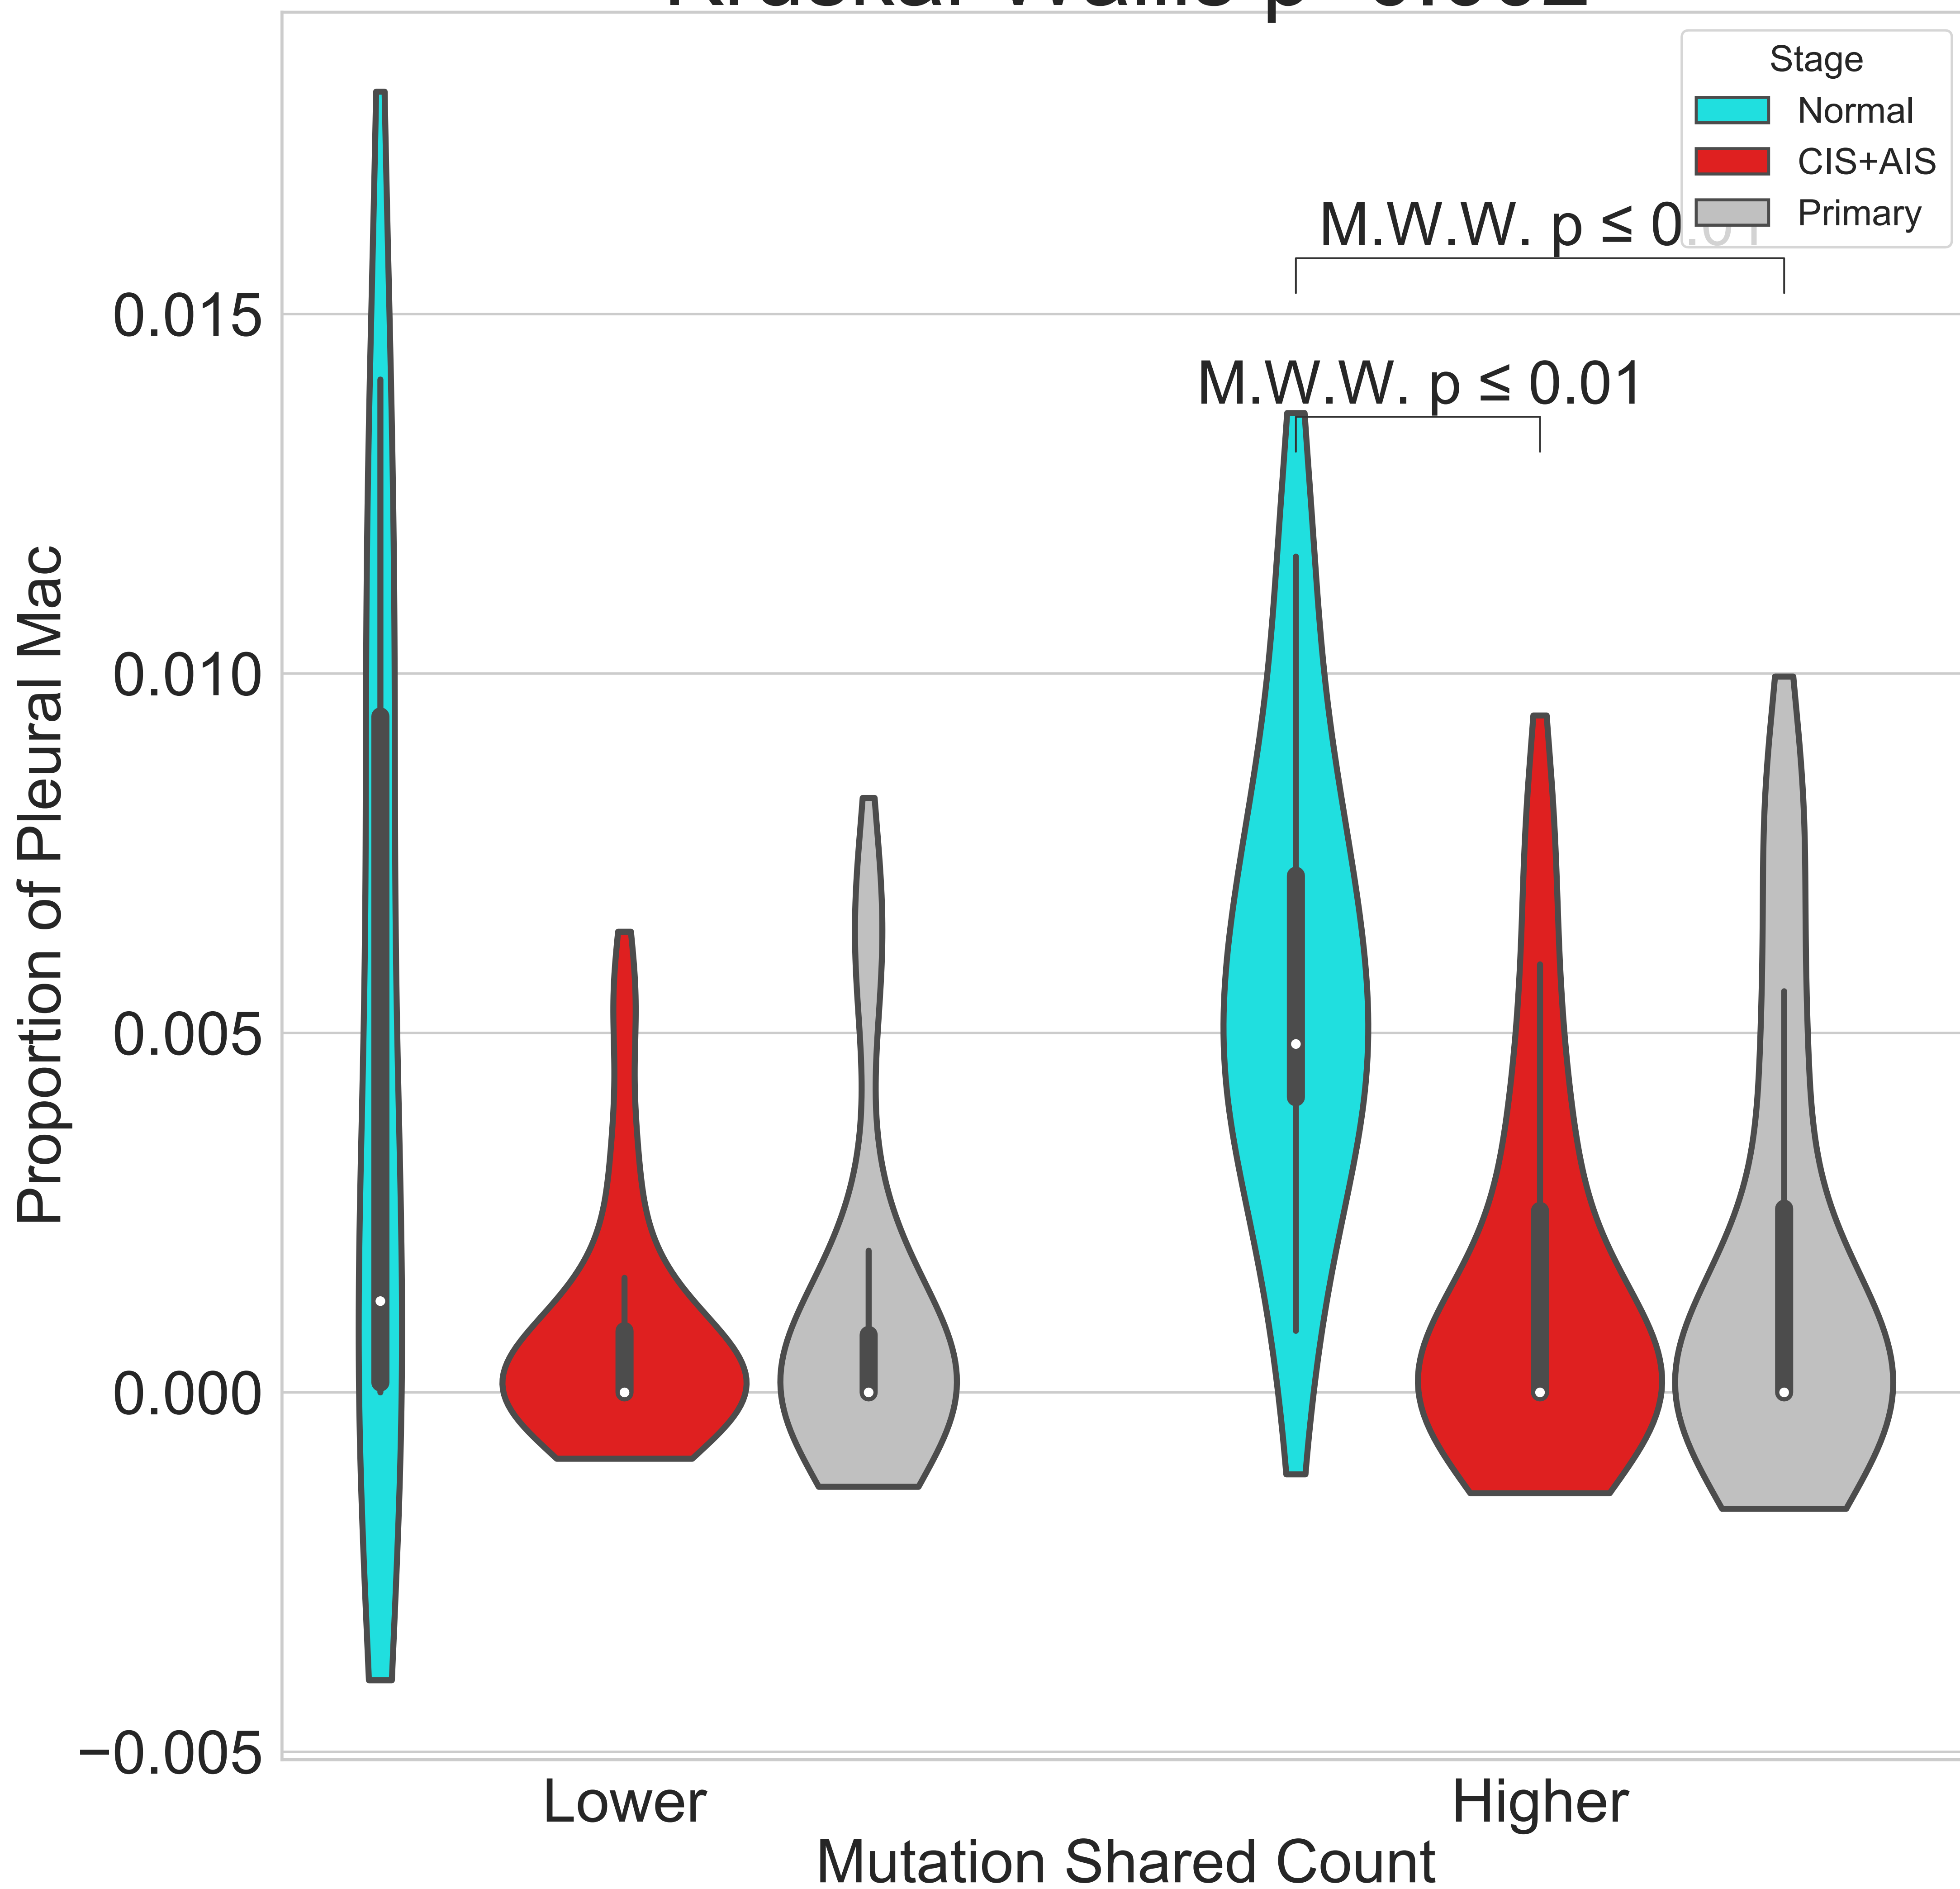 Stage
Normal
CIS+AIS
Primary
M.W.W. p ≤ 0.01
M.W.W. p ≤ 0.01
0.015
0.010
0.005
0.000
−0.005
Proportion of Pleural Mac
Lower
Higher
Mutation Shared Count